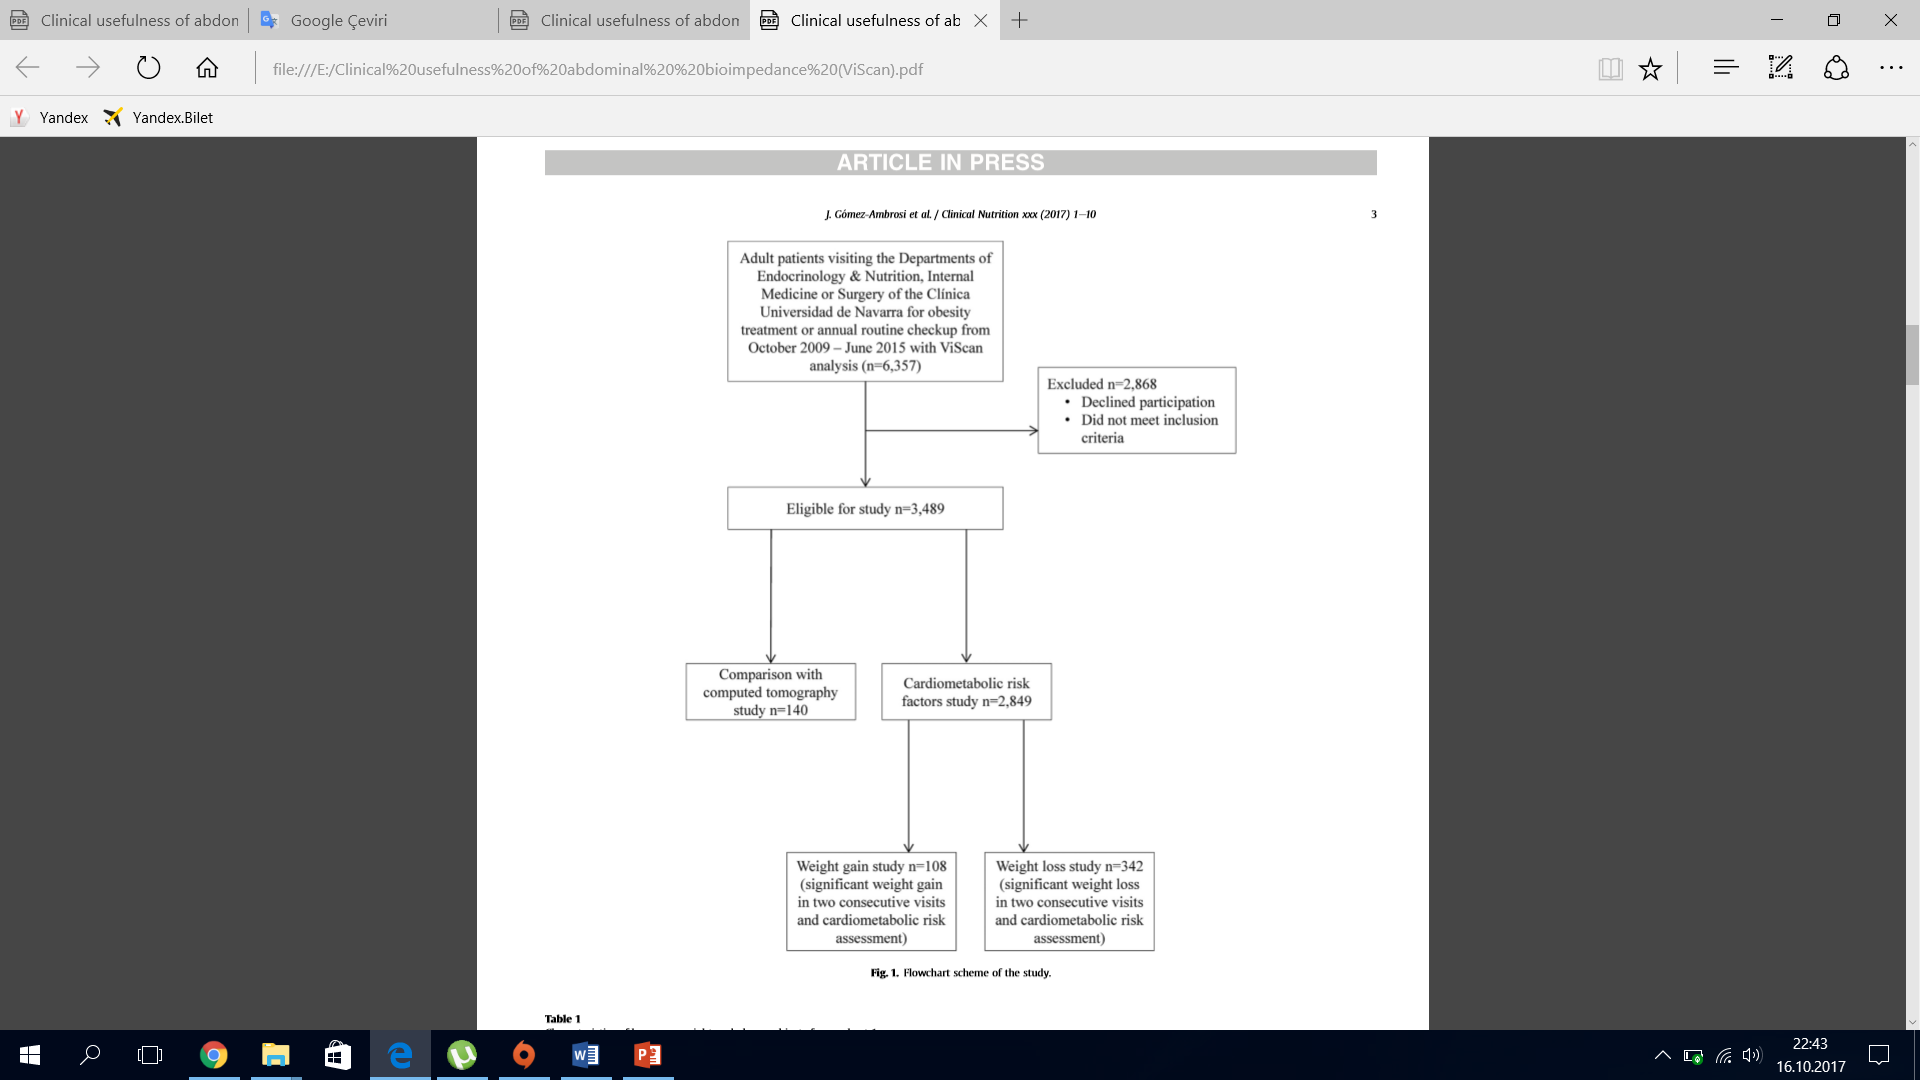 Clinical usefulness of abdon
Google Çeviri
Clinical usefulness of abdon
Clinical usefulness of ab
file:///E:/Clinical%20usefulness%20of%20abdominal%20%20bioimpedance%20(ViScan).pdf
Yandex
Yandex.Bilet
ARTICLE IN PRESS
J. Gómez-Ambrosi et al. / Clinical Nutrition xxx (2017) 1–10
3
Adult patients visiting the Departments of
Endocrinology & Nutrition, Internal
Medicine or Surgery of the Clínica
Universidad de Navarra for obesity
treatment or annual routine checkup from
October 2009 – June 2015 with ViScan
analysis (n=6,357)
Excluded n=2,868
• Declined participation
• Did not meet inclusion
criteria
Eligible for study n=3,489
Comparison with
computed tomography
study n=140
Cardiometabolic risk
factors study n=2,849
Weight gain study n=108
(significant weight gain
in two consecutive visits
and cardiometabolic risk
assessment)
Weight loss study n=342
(significant weight loss
in two consecutive visits
and cardiometabolic risk
assessment)
Fig. 1. Flowchart scheme of the study.
Table 1
22:43
16.10.2017